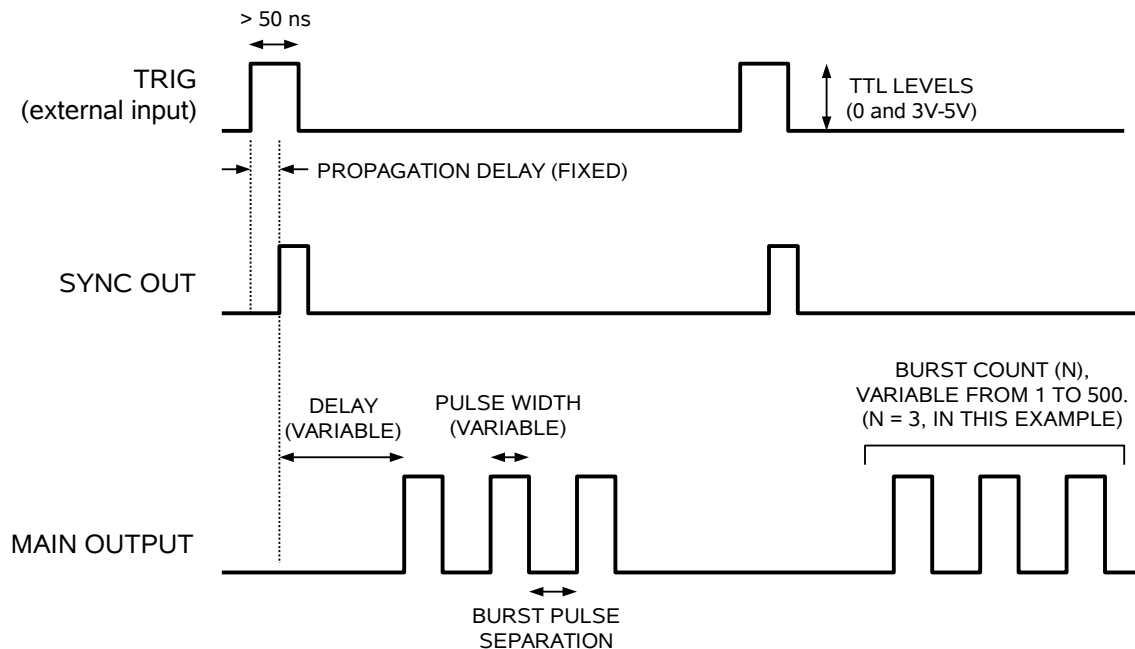 > 50 ns
TRIG
(external input)
TTL LEVELS
(0 and 3V-5V)
PROPAGATION DELAY (FIXED)
SYNC OUT
BURST COUNT (N),
VARIABLE FROM 1 TO 500.
(N = 3, IN THIS EXAMPLE)
DELAY
(VARIABLE)
PULSE WIDTH
(VARIABLE)
MAIN OUTPUT
BURST PULSE
SEPARATION